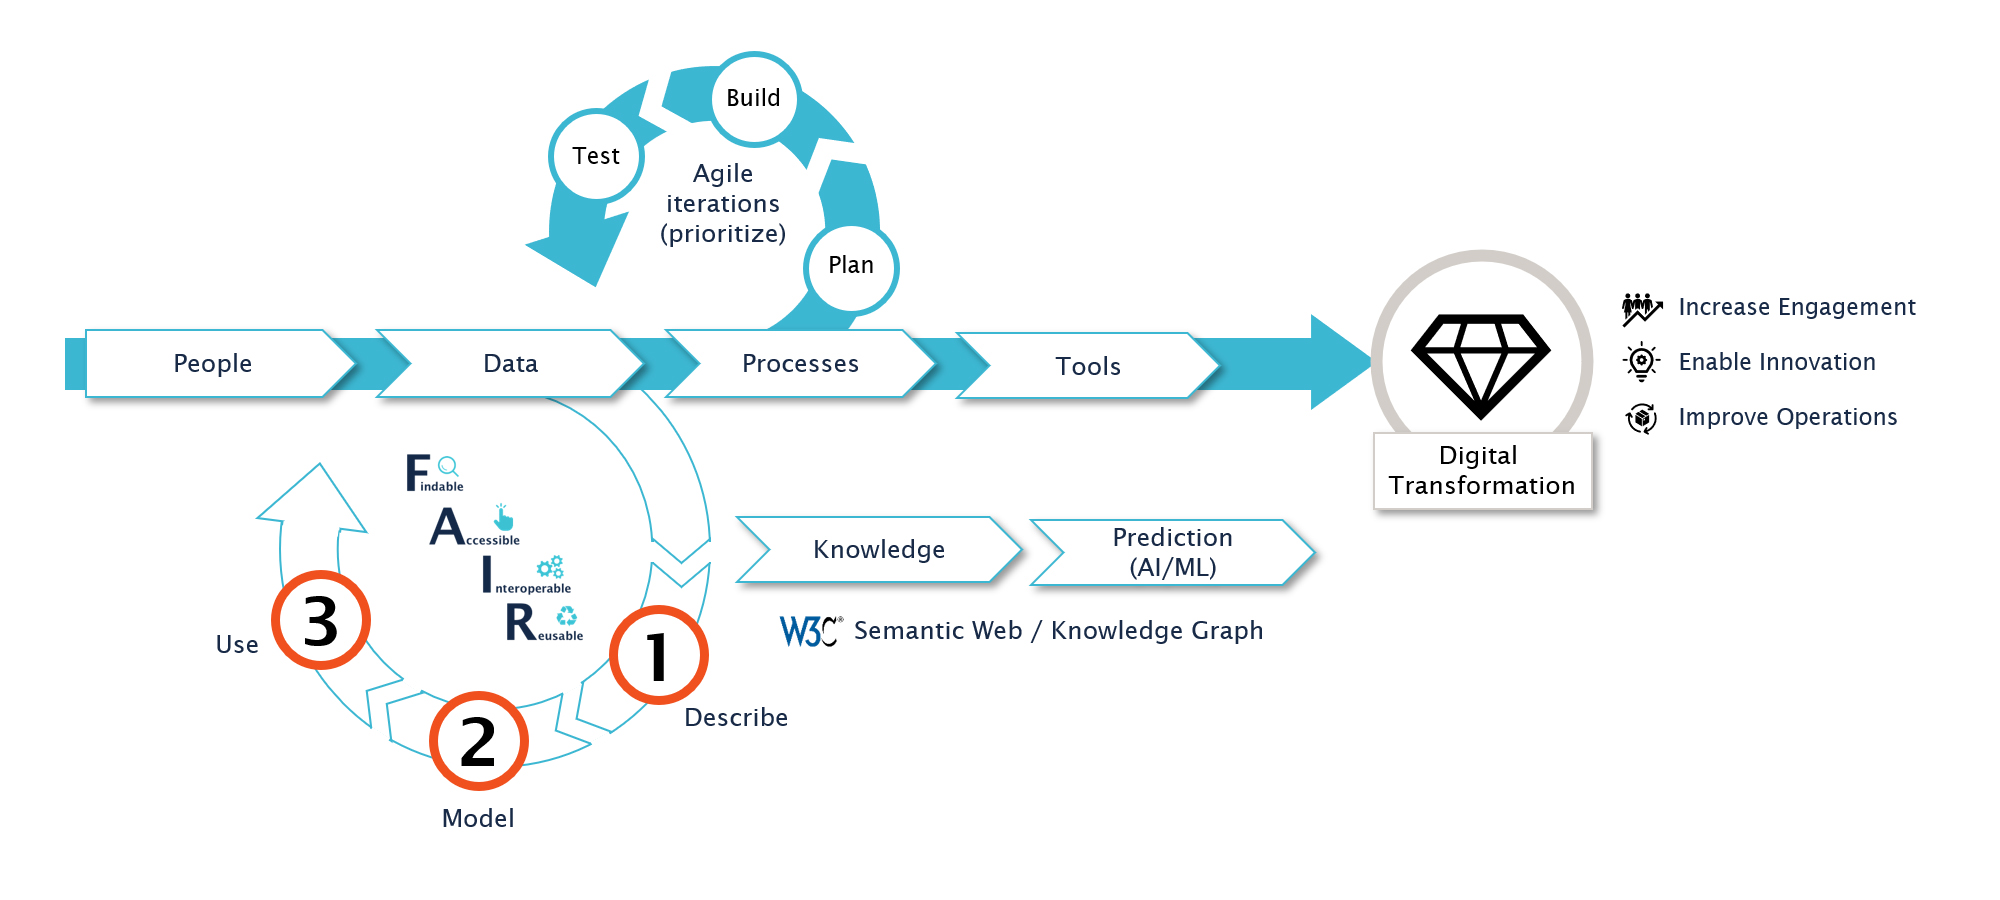 Build
Test
Agile
iterations
(prioritize)
Plan
People
Data
Processes
Tools
Increase Engagement
Enable Innovation
Improve Operations
Digital
Transformation
Findable
Accessible
Interoperable
Reusable
Knowledge
Prediction
(AI/ML)
W3C® Semantic Web / Knowledge Graph
1
Describe
2
Model
3
Use